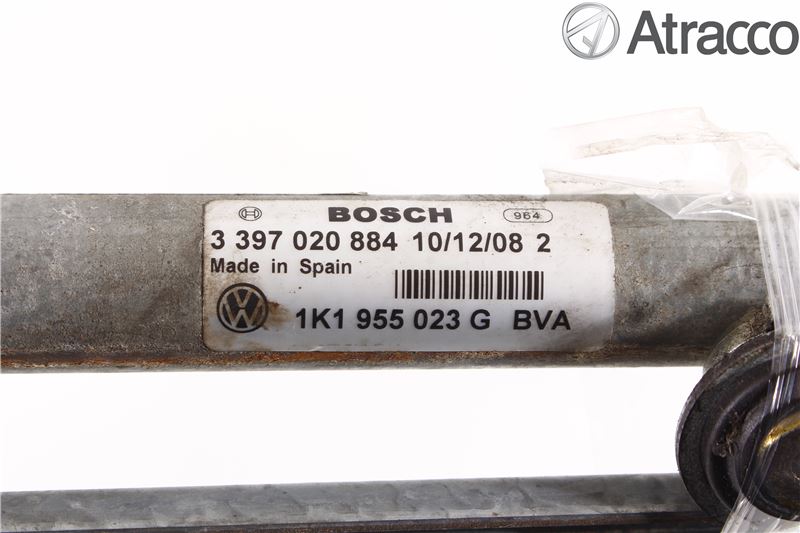 Atracco
BOSCH 964
3 397 020 884 10/12/08 2
Made in Spain
1K1 955 023 G BVA